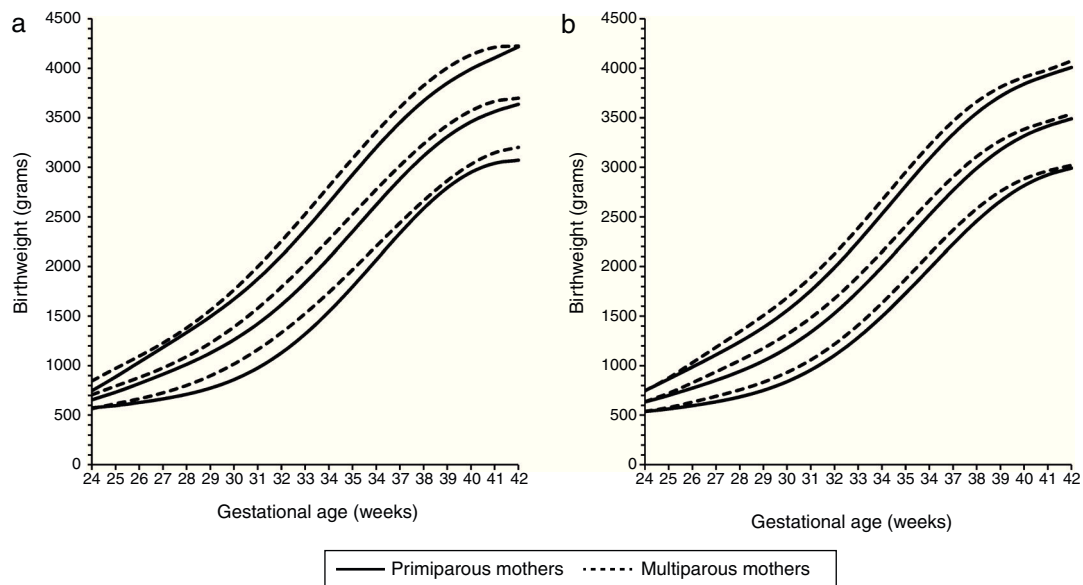 a
4500
4000
3500
3000
2500
2000
1500
1000
500
0
Birthweight (grams)
24 25 26 27 28 29 30 31 32 33 34 35 34 37 38 39 40 41 42
Gestational age (weeks)
b
4500
4000
3500
3000
2500
2000
1500
1000
500
0
Birthweight (grams)
24 25 26 27 28 29 30 31 32 33 34 35 34 37 38 39 40 41 42
Gestational age (weeks)
Primiparous mothers
Multiparous mothers